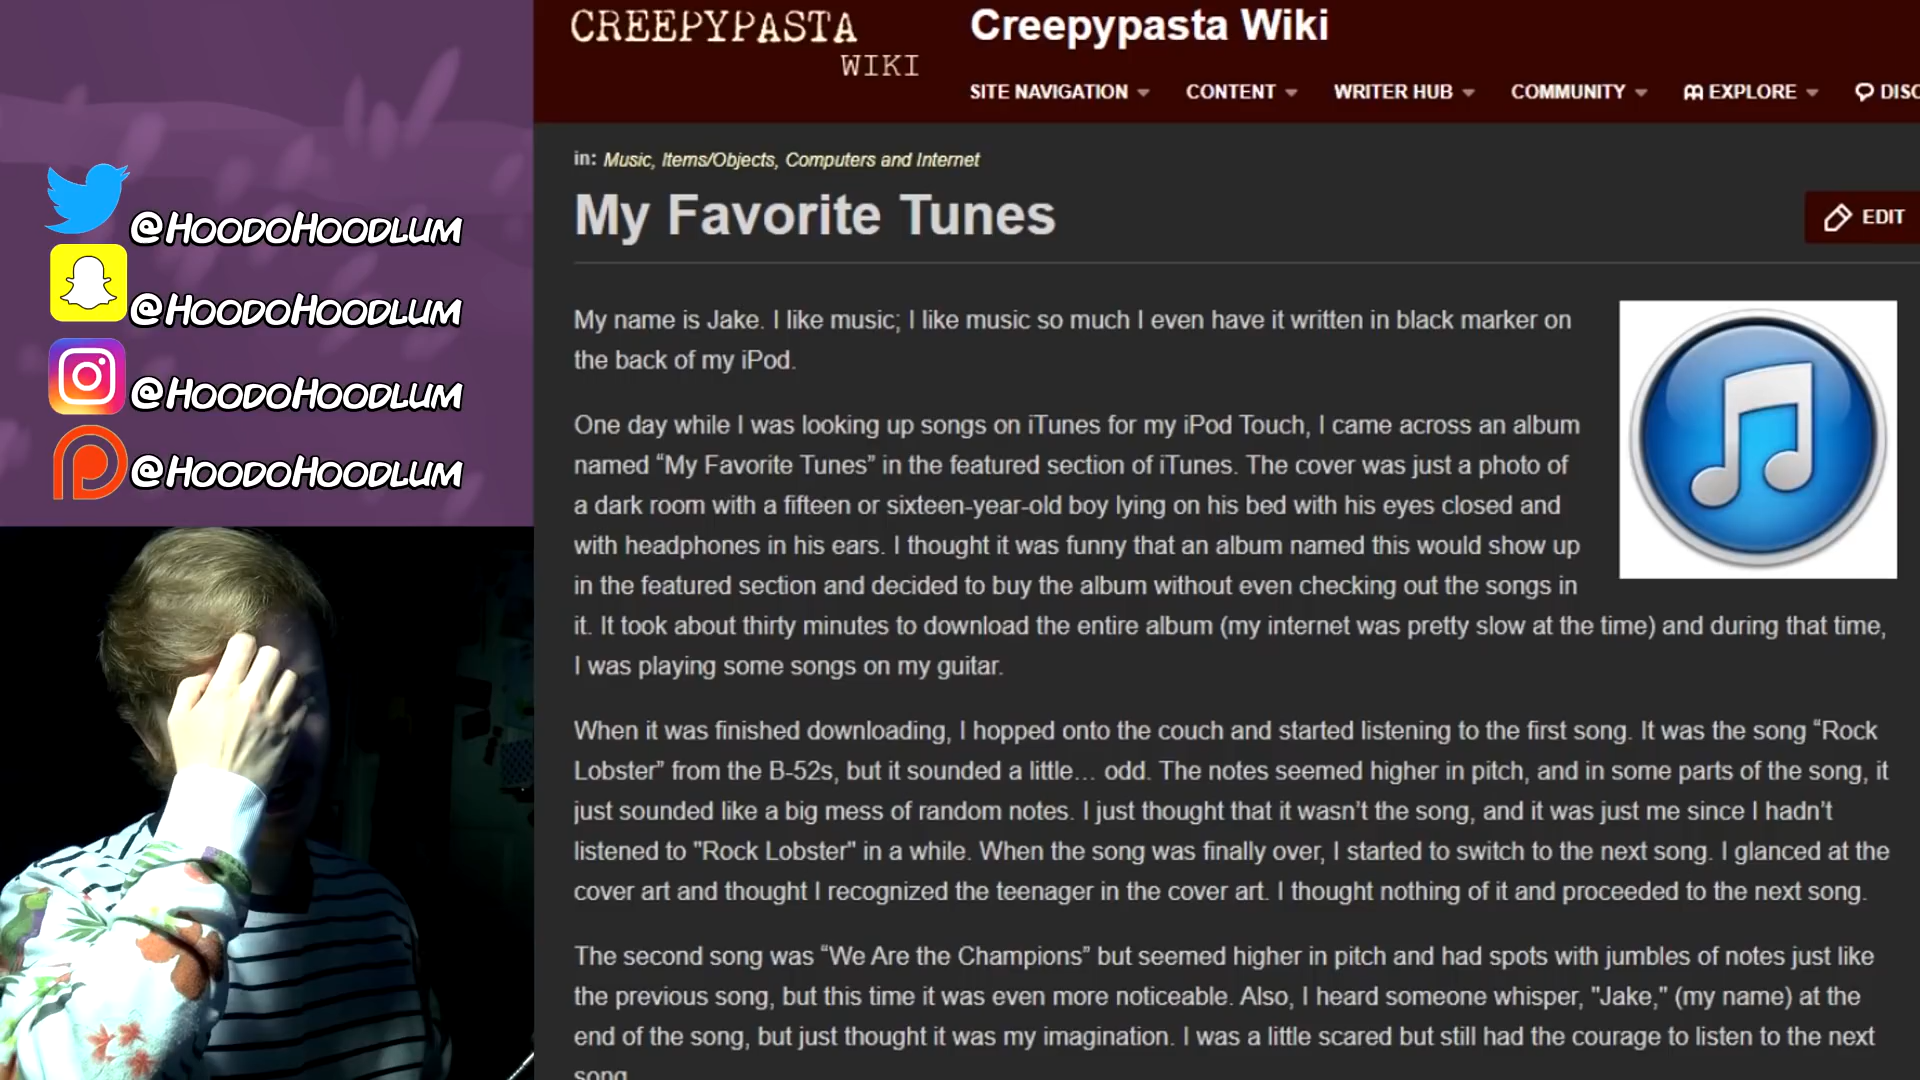 @HOODOHOODLUM
@HOODOHOODLUM
@HOODOHOODLUM
@HOODOHOODLUM
CREEPYPASTA
WIKI
Creepypasta Wiki
SITE NAVIGATION CONTENT WRITER HUB COMMUNITY EXPLORE DISC
in: Music, Items/Objects, Computers and Internet
My Favorite Tunes
EDIT
My name is Jake. I like music; I like music so much I even have it written in black marker on
the back of my iPod.
One day while I was looking up songs on iTunes for my iPod Touch, I came across an album
named “My Favorite Tunes” in the featured section of iTunes. The cover was just a photo of
a dark room with a fifteen or sixteen-year-old boy lying on his bed with his eyes closed and
with headphones in his ears. I thought it was funny that an album named this would show up
in the featured section and decided to buy the album without even checking out the songs in
it. It took about thirty minutes to download the entire album (my internet was pretty slow at the time) and during that time,
I was playing some songs on my guitar.
When it was finished downloading, I hopped onto the couch and started listening to the first song. It was the song “Rock
Lobster” from the B-52s, but it sounded a little… odd. The notes seemed higher in pitch, and in some parts of the song, it
just sounded like a big mess of random notes. I just thought that it wasn’t the song, and it was just me since I hadn’t
listened to "Rock Lobster" in a while. When the song was finally over, I started to switch to the next song. I glanced at the
cover art and thought I recognized the teenager in the cover art. I thought nothing of it and proceeded to the next song.
The second song was “We Are the Champions” but seemed higher in pitch and had spots with jumbles of notes just like
the previous song, but this time it was even more noticeable. Also, I heard someone whisper, "Jake," (my name) at the
end of the song, but just thought it was my imagination. I was a little scared but still had the courage to listen to the next
song.